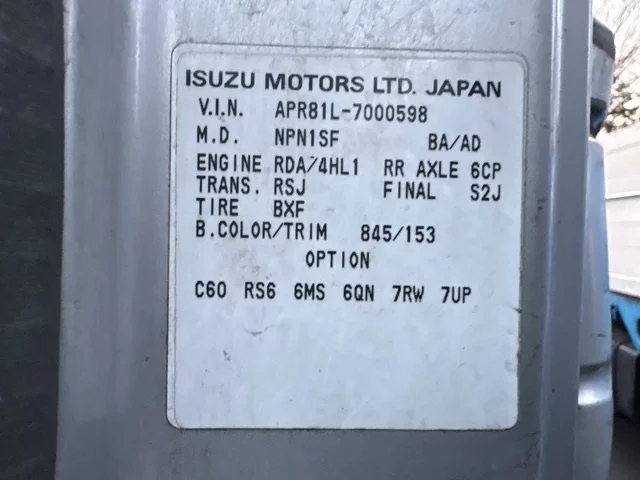 ISUZU MOTORS LTD. JAPAN
V.I.N. APR81L-7000598
M.D. NPN1SF BA/AD
ENGINE RDA/4HL1 RR AXLE 6CP
TRANS. RSJ FINAL S2J
TIRE BXF
B.COLOR/TRIM 845/153
OPTION
C60 RS6 6MS 6QN 7RW 7UP